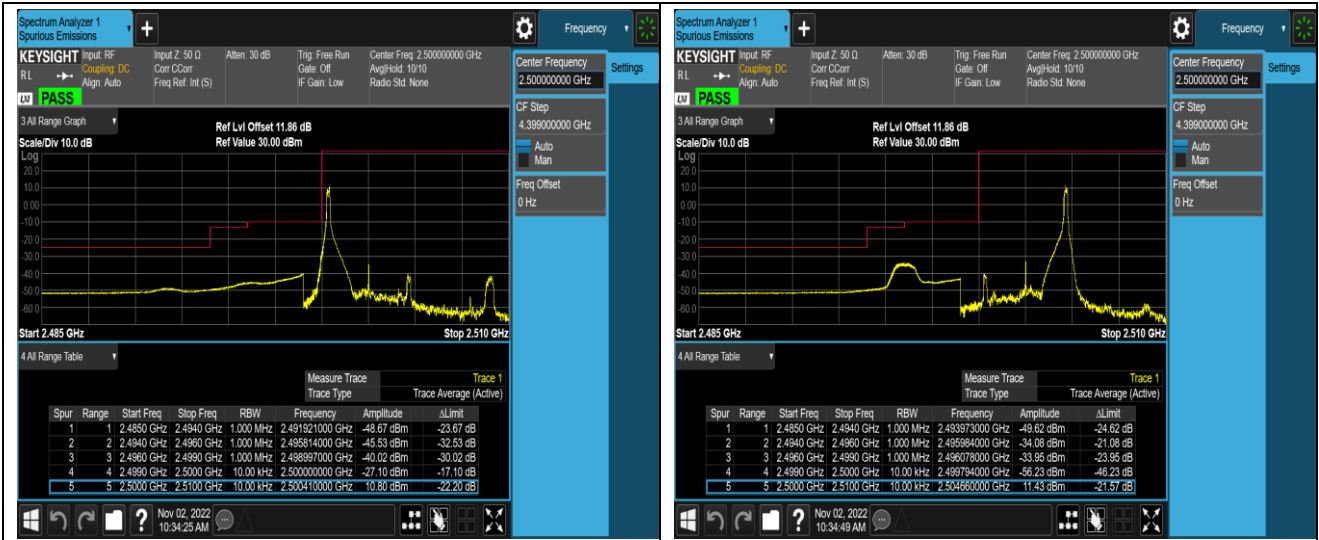 Spectrum Analyzer 1
Spurious Emissions
+
Frequency
KEYSIGHT Input: RF Input Z: 50 Ω Atten: 30 dB Trig: Free Run Center Freq: 2.500000000 GHz
RL Coupling: DC Corr CCorr Gate: Off Avg|Hold: 10/10
Align: Auto Freq Ref: Int (S) IF Gain: Low Radio Std: None
LXI PASS
Center Frequency
2.500000000 GHz
Settings
CF Step
4.399000000 GHz
Auto
Man
Freq Offset
0 Hz
3 All Range Graph
Ref Lvl Offset 11.86 dB
Scale/Div 10.0 dB Ref Value 30.00 dBm
Log
20.0
10.0
0.00
-10.0
-20.0
-30.0
-40.0
-50.0
-60.0
Start 2.485 GHz Stop 2.510 GHz
4 All Range Table
Measure Trace Trace 1
Trace Type Trace Average (Active)
Spur Range Start Freq Stop Freq RBW Frequency Amplitude ΔLimit
1 1 2.4850 GHz 2.4940 GHz 1.000 MHz 2.491921000 GHz -48.67 dBm -23.67 dB
2 2 2.4940 GHz 2.4960 GHz 1.000 MHz 2.495814000 GHz -45.53 dBm -32.53 dB
3 3 2.4960 GHz 2.4990 GHz 1.000 MHz 2.498997000 GHz -40.02 dBm -30.02 dB
4 4 2.4990 GHz 2.5000 GHz 10.00 kHz 2.500000000 GHz -27.10 dBm -17.10 dB
5 5 2.5000 GHz 2.5100 GHz 10.00 kHz 2.500410000 GHz 10.80 dBm -22.20 dB
? Nov 02, 2022
10:34:25 AM
Spectrum Analyzer 1
Spurious Emissions
+
Frequency
KEYSIGHT Input: RF Input Z: 50 Ω Atten: 30 dB Trig: Free Run Center Freq: 2.500000000 GHz
RL Coupling: DC Corr CCorr Gate: Off Avg|Hold: 10/10
Align: Auto Freq Ref: Int (S) IF Gain: Low Radio Std: None
LXI PASS
Center Frequency
2.500000000 GHz
Settings
CF Step
4.399000000 GHz
Auto
Man
Freq Offset
0 Hz
3 All Range Graph
Ref Lvl Offset 11.86 dB
Scale/Div 10.0 dB Ref Value 30.00 dBm
Log
20.0
10.0
0.00
-10.0
-20.0
-30.0
-40.0
-50.0
-60.0
Start 2.485 GHz Stop 2.510 GHz
4 All Range Table
Measure Trace Trace 1
Trace Type Trace Average (Active)
Spur Range Start Freq Stop Freq RBW Frequency Amplitude ΔLimit
1 1 2.4850 GHz 2.4940 GHz 1.000 MHz 2.493973000 GHz -49.62 dBm -24.62 dB
2 2 2.4940 GHz 2.4960 GHz 1.000 MHz 2.495984000 GHz -34.08 dBm -21.08 dB
3 3 2.4960 GHz 2.4990 GHz 1.000 MHz 2.496078000 GHz -33.95 dBm -23.95 dB
4 4 2.4990 GHz 2.5000 GHz 10.00 kHz 2.499794000 GHz -56.23 dBm -46.23 dB
5 5 2.5000 GHz 2.5100 GHz 10.00 kHz 2.504660000 GHz 11.43 dBm -21.57 dB
? Nov 02, 2022
10:34:49 AM